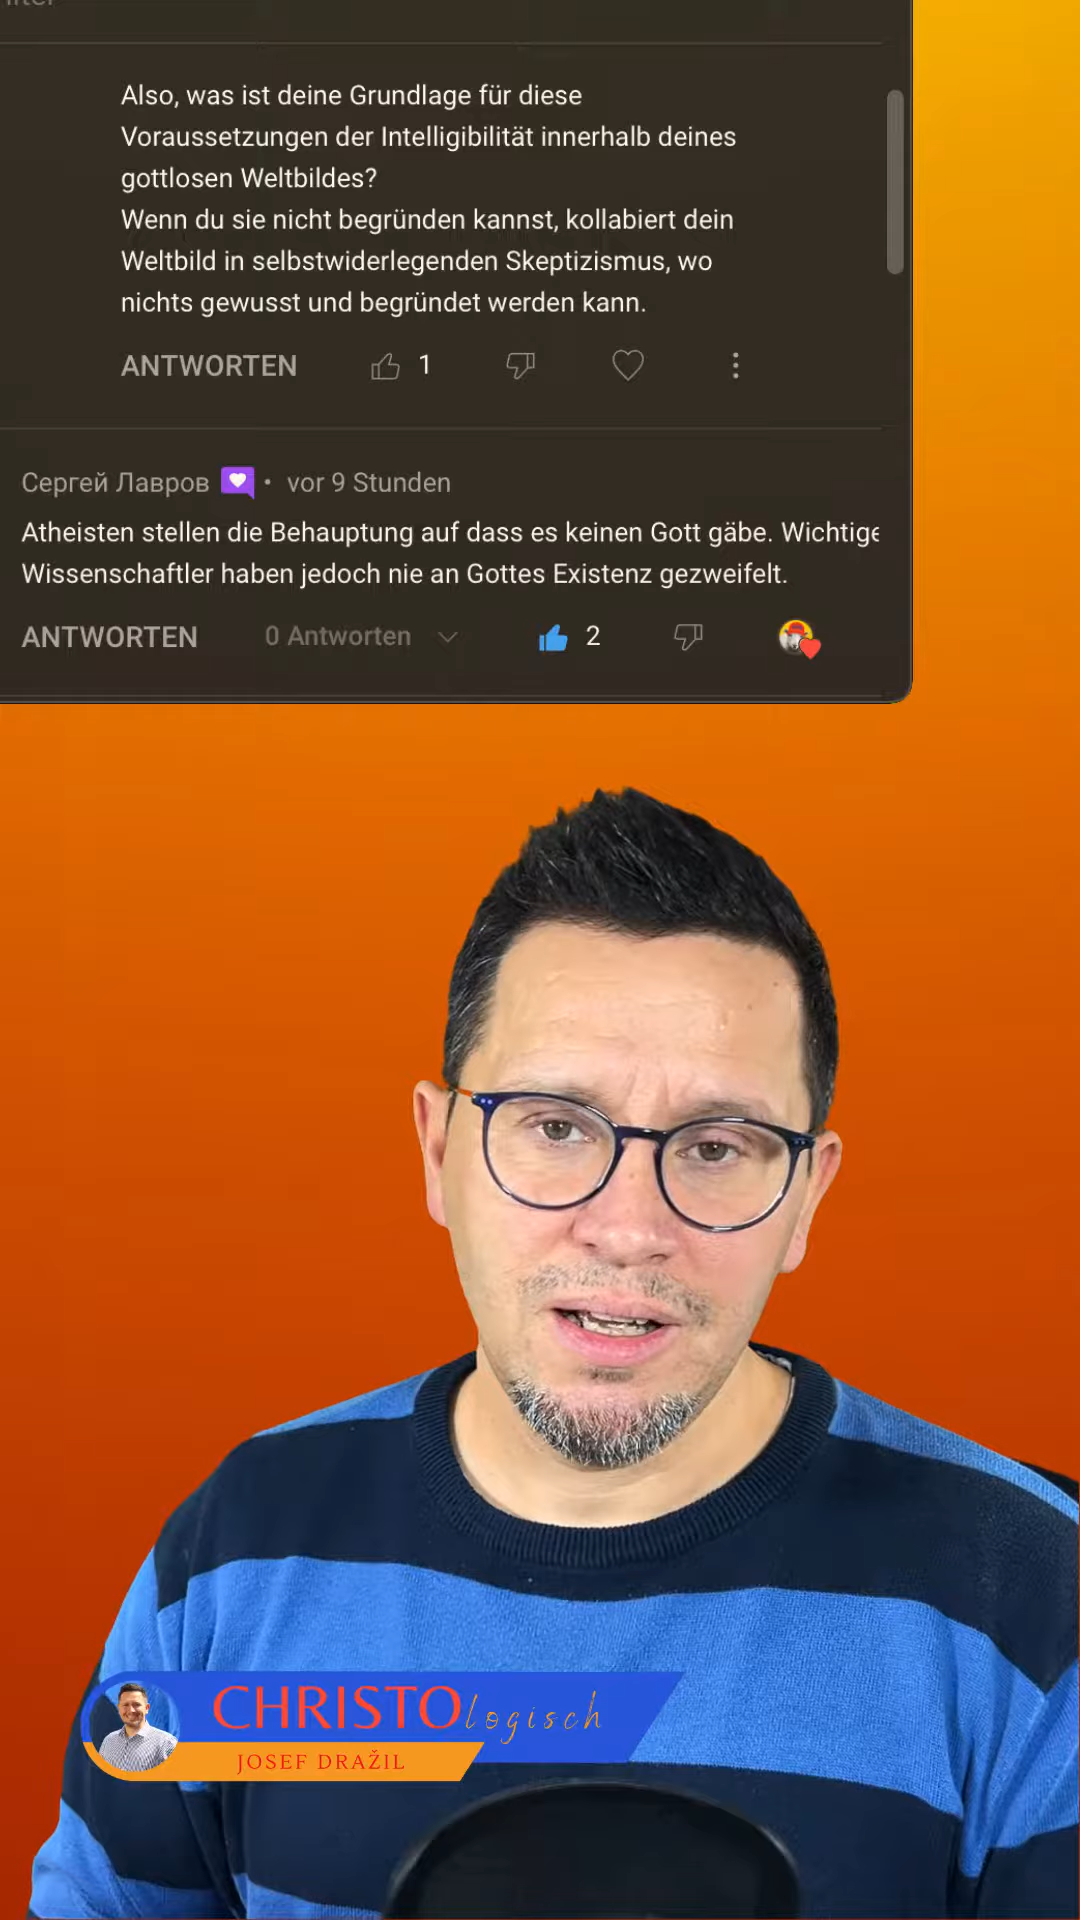 Also, was ist deine Grundlage für diese
Voraussetzungen der Intelligibilität innerhalb deines
gottlosen Weltbildes?
Wenn du sie nicht begründen kannst, kollabiert dein
Weltbild in selbstwiderlegenden Skeptizismus, wo
nichts gewusst und begründet werden kann.
ANTWORTEN 1
Сергей Лавров • vor 9 Stunden
Atheisten stellen die Behauptung auf dass es keinen Gott gäbe. Wichtige
Wissenschaftler haben jedoch nie an Gottes Existenz gezweifelt.
ANTWORTEN 0 Antworten 2
CHRISTOlogisch
JOSEF DRAŽIL